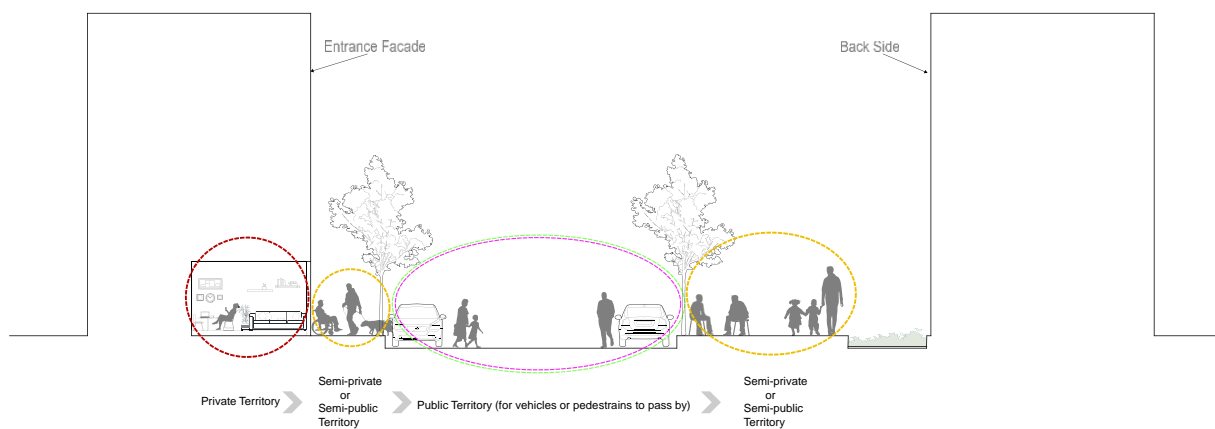 Entrance Facade
Back Side
Private Territory
Semi-private
or
Semi-public
Territory
Public Territory (for vehicles or pedestrains to pass by)
Semi-private
or
Semi-public
Territory